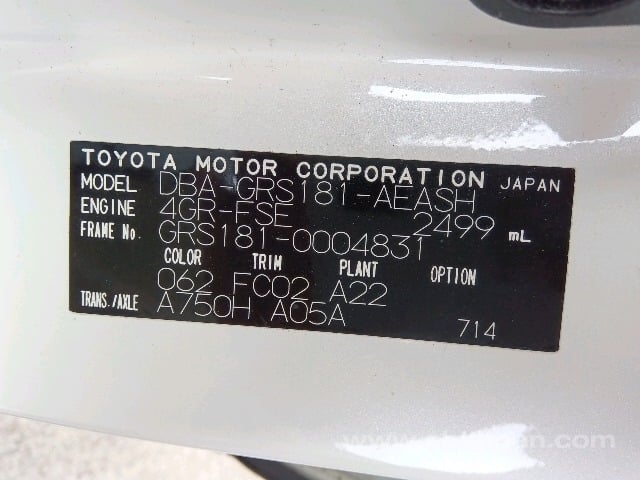 TOYOTA MOTOR CORPORATION JAPAN
MODEL DBA-GRS181-AEASH
ENGINE 4GR-FSE 2499 mL
FRAME No. GRS181-0004831
COLOR TRIM PLANT OPTION
062 FC02 A22
TRANS./AXLE A750H A05A
714